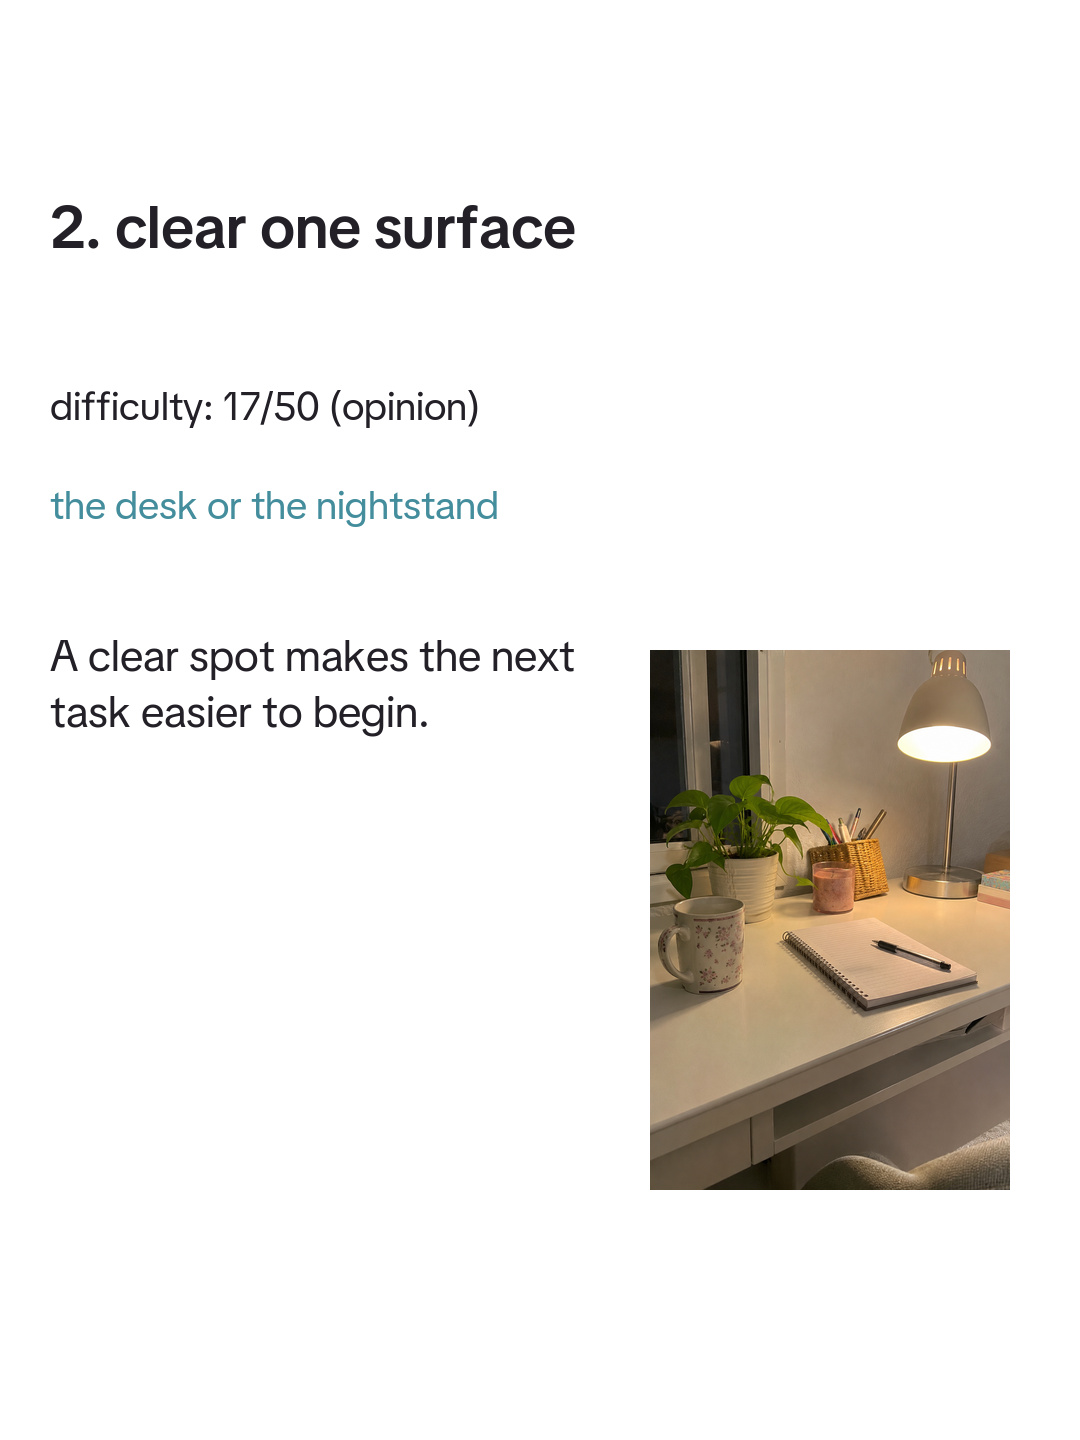 2. clear one surface
difficulty: 17/50 (opinion)
the desk or the nightstand
A clear spot makes the next
task easier to begin.